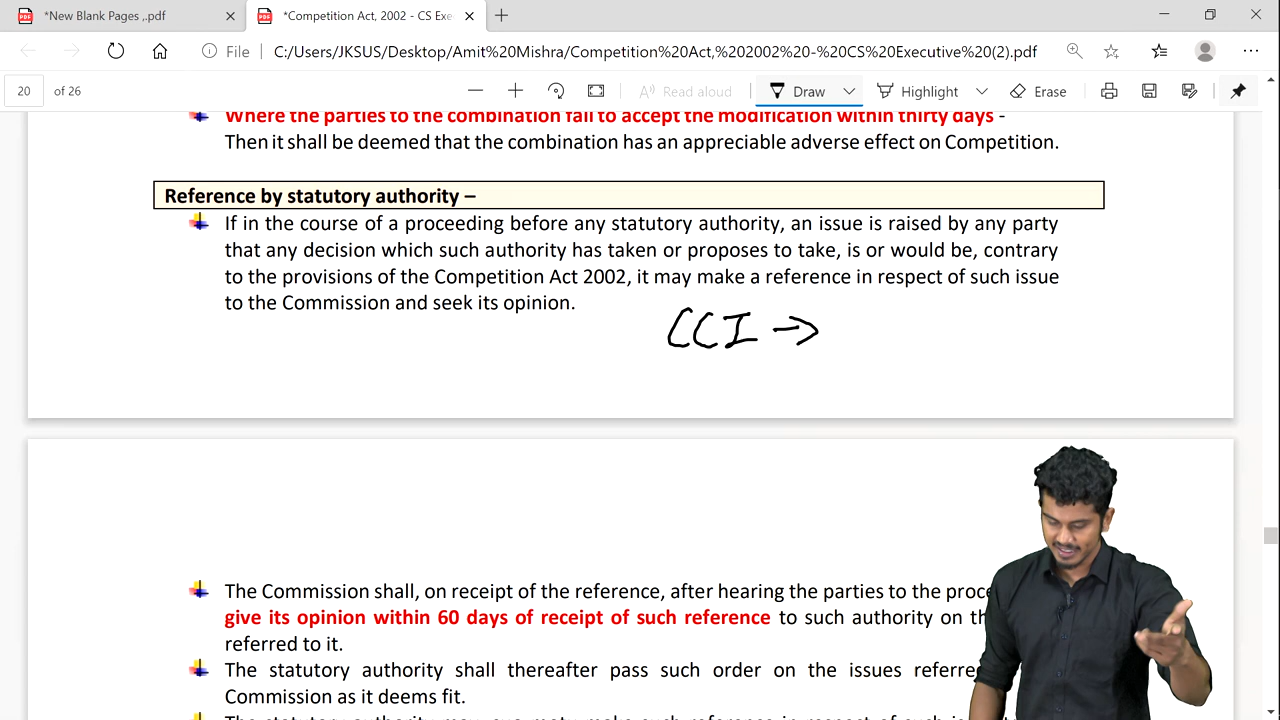 *New Blank Pages ,.pdf
*Competition Act, 2002 - CS Exe
File C:/Users/JKSUS/Desktop/Amit%20Mishra/Competition%20Act,%202002%20-%20CS%20Executive%20(2).pdf
20 of 26 Read aloud Draw Highlight Erase
Where the parties to the combination fail to accept the modification within thirty days -
Then it shall be deemed that the combination has an appreciable adverse effect on Competition.
Reference by statutory authority –
If in the course of a proceeding before any statutory authority, an issue is raised by any party
that any decision which such authority has taken or proposes to take, is or would be, contrary
to the provisions of the Competition Act 2002, it may make a reference in respect of such issue
to the Commission and seek its opinion.
CCI →
The Commission shall, on receipt of the reference, after hearing the parties to the proce
give its opinion within 60 days of receipt of such reference to such authority on th
referred to it.
The statutory authority shall thereafter pass such order on the issues referre
Commission as it deems fit.